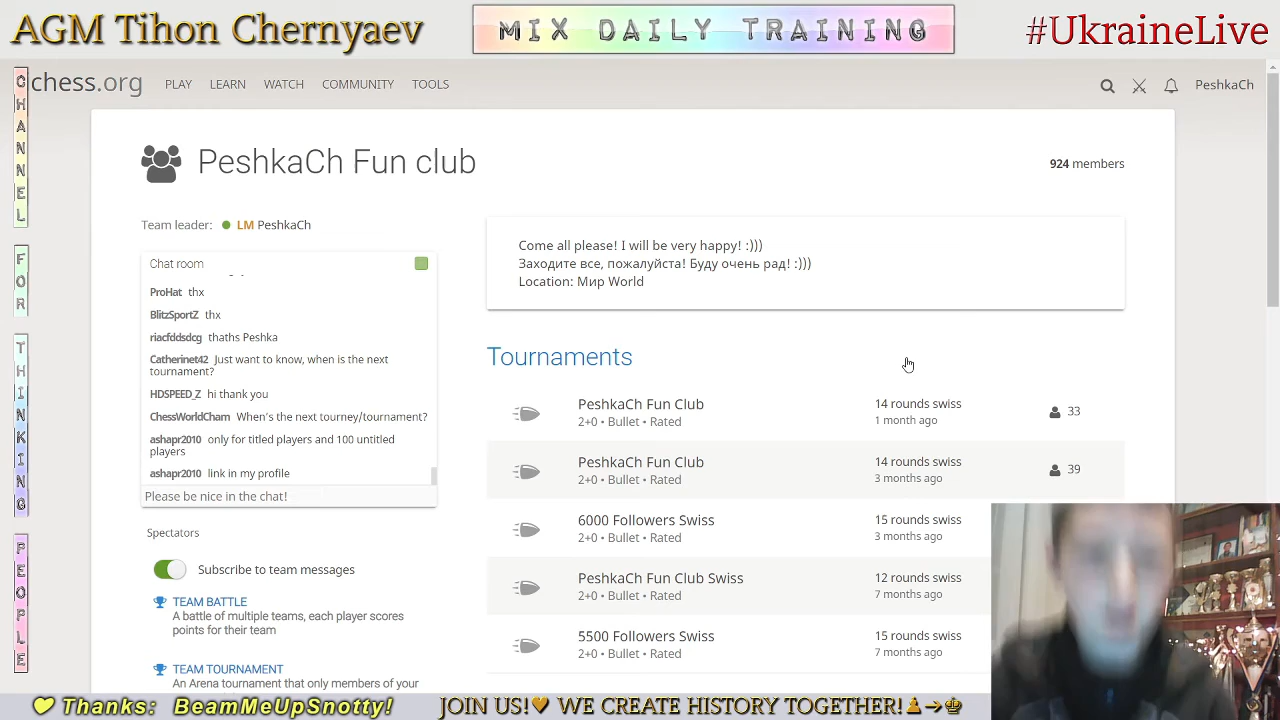 AGM Tihon Chernyaev
MIX DAILY TRAINING
#UkraineLive
CHANNEL
FOR
THINKING
PEOPLE
chess.org
PLAY
LEARN
WATCH
COMMUNITY
TOOLS
PeshkaCh
PeshkaCh Fun club
924 members
Team leader:
LM PeshkaCh
Chat room
ProHat thx
BlitzSportZ thx
riacfddsdcg thaths Peshka
Catherinet42 Just want to know, when is the next
tournament?
HDSPEED_Z hi thank you
ChessWorldCham When's the next tourney/tournament?
ashapr2010 only for titled players and 100 untitled
players
ashapr2010 link in my profile
Please be nice in the chat!
Spectators
Subscribe to team messages
TEAM BATTLE
A battle of multiple teams, each player scores
points for their team
TEAM TOURNAMENT
An Arena tournament that only members of your
Come all please! I will be very happy! :)))
Заходите все, пожалуйста! Буду очень рад! :)))
Location: Мир World
Tournaments
PeshkaCh Fun Club
2+0 • Bullet • Rated
14 rounds swiss
1 month ago
33
PeshkaCh Fun Club
2+0 • Bullet • Rated
14 rounds swiss
3 months ago
39
6000 Followers Swiss
2+0 • Bullet • Rated
15 rounds swiss
3 months ago
PeshkaCh Fun Club Swiss
2+0 • Bullet • Rated
12 rounds swiss
7 months ago
5500 Followers Swiss
2+0 • Bullet • Rated
15 rounds swiss
7 months ago
Thanks: BeamMeUpSnotty!
JOIN US! WE CREATE HISTORY TOGETHER!